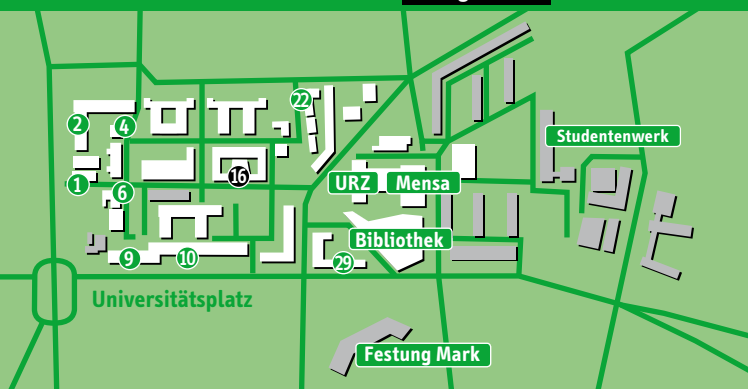 22
2
4
Studentenwerk
16
1
URZ
Mensa
6
Bibliothek
9
10
29
Universitätsplatz
Festung Mark